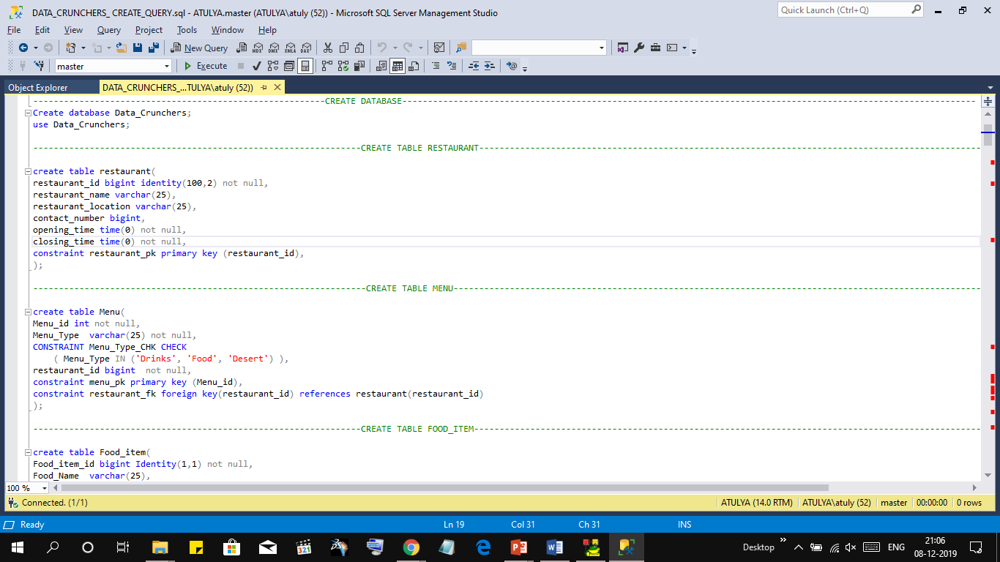 DATA_CRUNCHERS_ CREATE_QUERY.sql - ATULYA.master (ATULYA\atuly (52)) - Microsoft SQL Server Management Studio
Quick Launch (Ctrl+Q)
File Edit View Query Project Tools Window Help
New Query MDX DMX XMLA DAX
master Execute
Object Explorer DATA_CRUNCHERS_...TULYA\atuly (52))
---------------------------------------------------------CREATE DATABASE----------------------------------------------------------------------------------------------------------------
Create database Data_Crunchers;
use Data_Crunchers;
----------------------------------------------------------------CREATE TABLE RESTAURANT--------------------------------------------------------------------------------------------------
create table restaurant(
restaurant_id bigint identity(100,2) not null,
restaurant_name varchar(25),
restaurant_location varchar(25),
contact_number bigint,
opening_time time(0) not null,
closing_time time(0) not null,
constraint restaurant_pk primary key (restaurant_id),
);
-----------------------------------------------------------------CREATE TABLE MENU-------------------------------------------------------------------------------------------------------
create table Menu(
Menu_id int not null,
Menu_Type  varchar(25) not null,
CONSTRAINT Menu_Type_CHK CHECK
    ( Menu_Type IN ('Drinks', 'Food', 'Desert') ),
restaurant_id bigint  not null,
constraint menu_pk primary key (Menu_id),
constraint restaurant_fk foreign key(restaurant_id) references restaurant(restaurant_id)
);
----------------------------------------------------------------CREATE TABLE FOOD_ITEM---------------------------------------------------------------------------------------------------
create table Food_item(
Food_item_id bigint Identity(1,1) not null,
Food_Name  varchar(25),
100 %
Connected. (1/1) ATULYA (14.0 RTM) ATULYA\atuly (52) master 00:00:00 0 rows
Ready Ln 19 Col 31 Ch 31 INS
321 Desktop ENG 21:06
08-12-2019